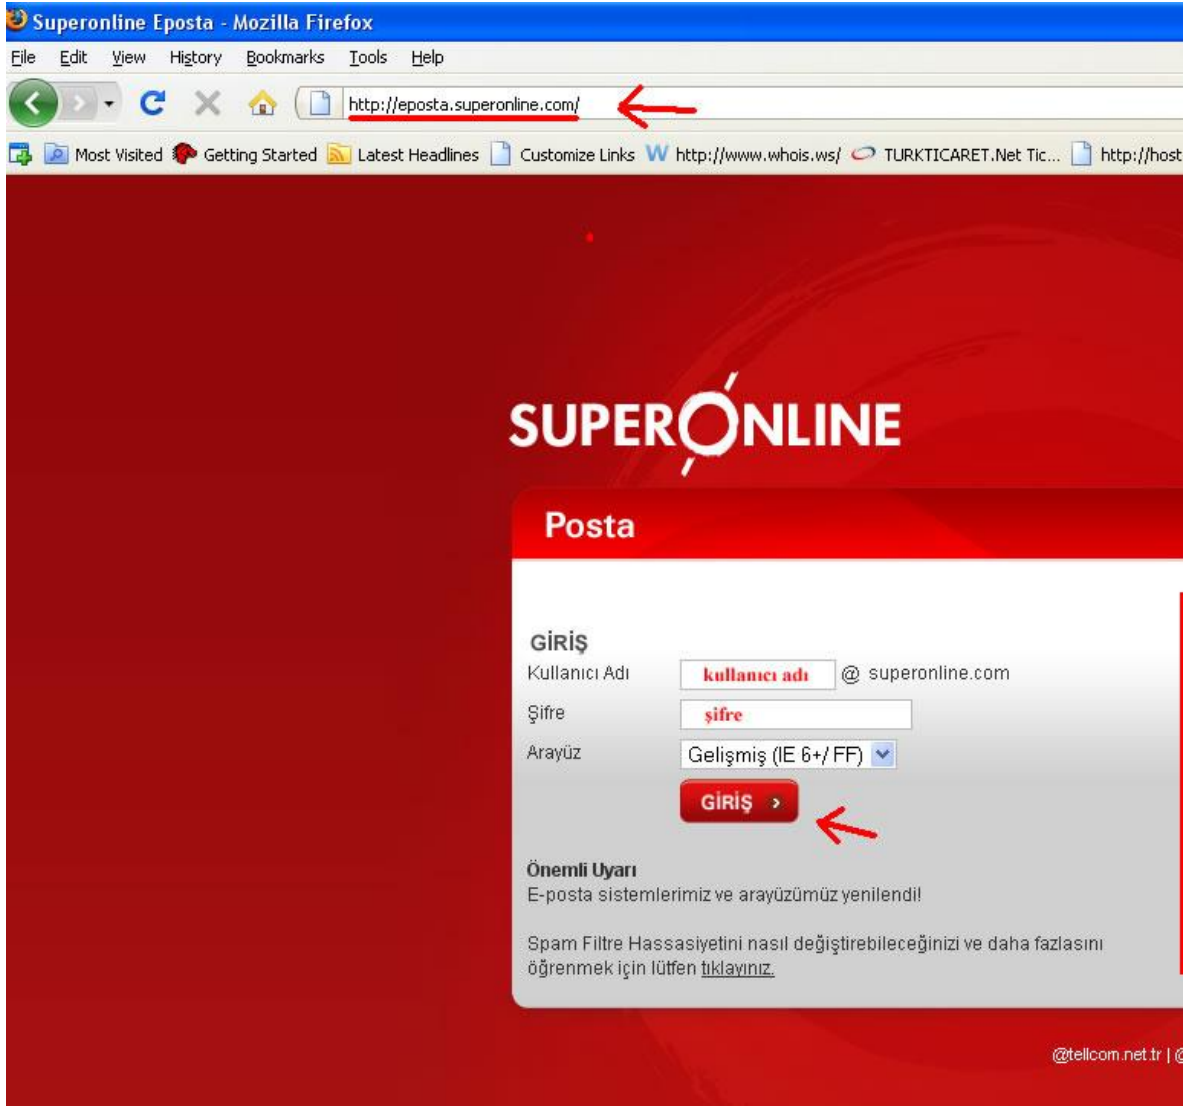 Superonline Eposta - Mozilla Firefox
File Edit View History Bookmarks Tools Help
http://eposta.superonline.com/
Most Visited Getting Started Latest Headlines Customize Links W http://www.whois.ws/ TURKTICARET.Net Tic... http://host
SUPERONLINE
Posta
GİRİŞ
Kullanıcı Adı kullanıcı adı @ superonline.com
Şifre şifre
Arayüz Gelişmiş (IE 6+/ FF)
GİRİŞ ›
Önemli Uyarı
E-posta sistemlerimiz ve arayüzümüz yenilendi!
Spam Filtre Hassasiyetini nasıl değiştirebileceğinizi ve daha fazlasını
öğrenmek için lütfen tıklayınız.
@tellcom.net.tr | @